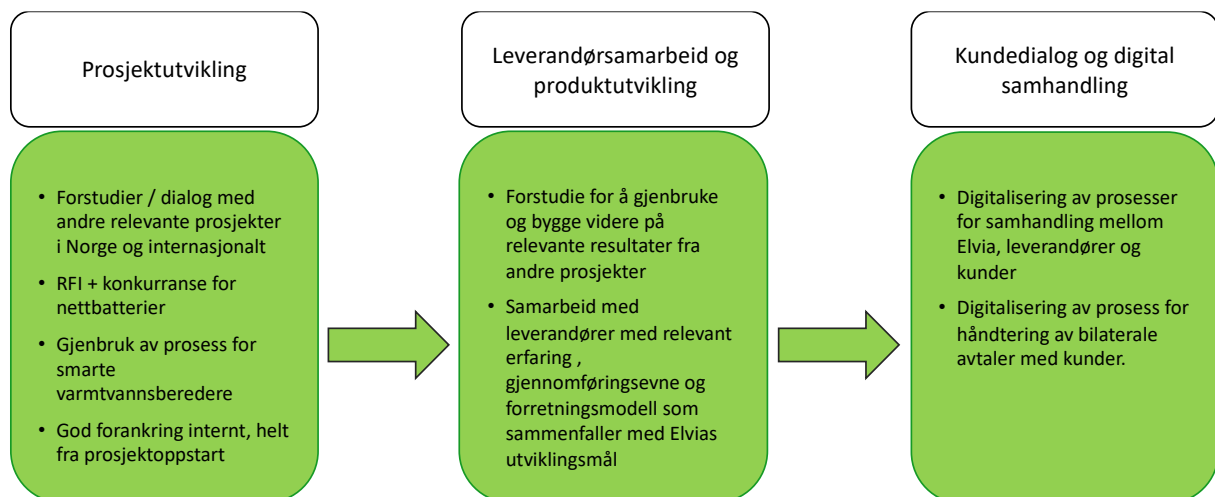 Prosjektutvikling
• Forstudier / dialog med
andre relevante prosjekter
i Norge og internasjonalt
• RFI + konkurranse for
nettbatterier
• Gjenbruk av prosess for
smarte
varmtvannsberedere
• God forankring internt, helt
fra prosjektoppstart
Leverandørsamarbeid og
produktutvikling
• Forstudie for å gjenbruke
og bygge videre på
relevante resultater fra
andre prosjekter
• Samarbeid med
leverandører med relevant
erfaring ,
gjennomføringsevne og
forretningsmodell som
sammenfaller med Elvias
utviklingsmål
Kundedialog og digital
samhandling
• Digitalisering av prosesser
for samhandling mellom
Elvia, leverandører og
kunder
• Digitalisering av prosess for
håndtering av bilaterale
avtaler med kunder.